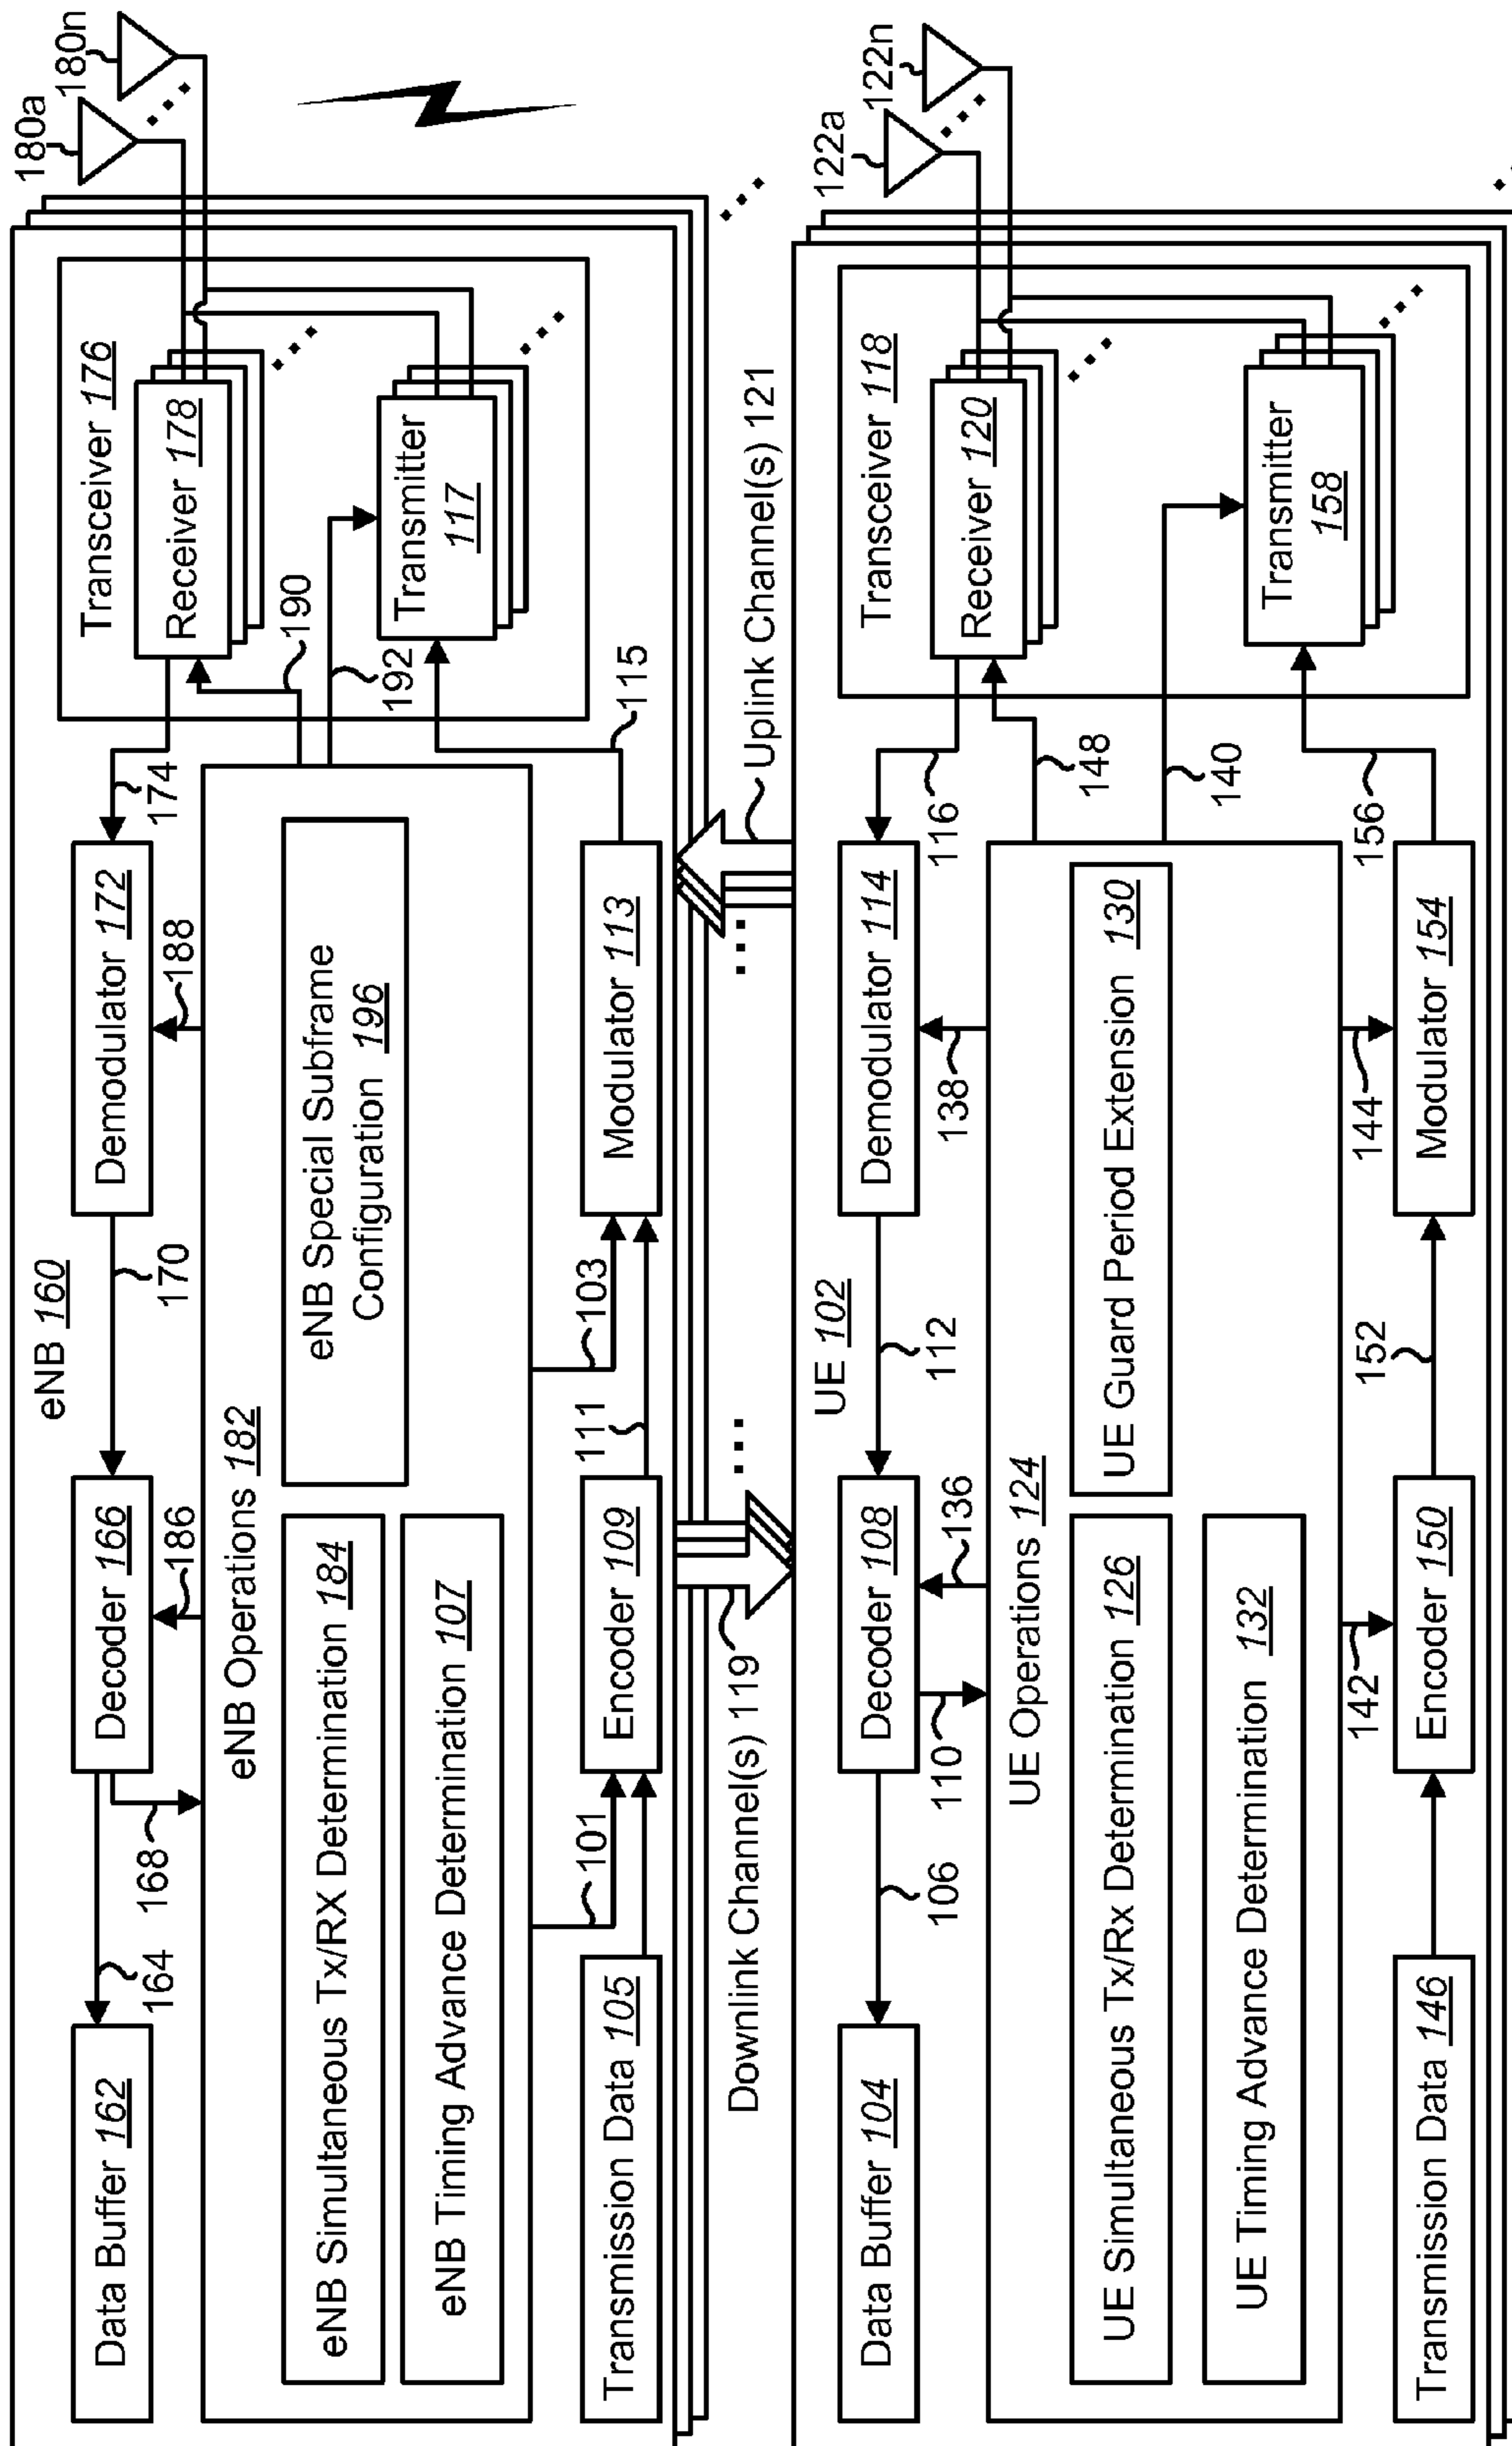 eNB 160
180a
180n
Data Buffer 162
164
Decoder 166
170
Demodulator 172
174
Transceiver 176
Receiver 178
168
186
188
190
eNB Operations 182
eNB Simultaneous Tx/RX Determination 184
eNB Special Subframe
Configuration 196
eNB Timing Advance Determination 107
192
Transmitter
117
101
103
115
Transmission Data 105
Encoder 109
111
Modulator 113
Downlink Channel(s) 119
Uplink Channel(s) 121
UE 102
122a
122n
Data Buffer 104
106
Decoder 108
112
Demodulator 114
116
Transceiver 118
Receiver 120
110
136
138
148
UE Operations 124
UE Simultaneous Tx/Rx Determination 126
UE Guard Period Extension 130
UE Timing Advance Determination 132
140
Transmitter
158
142
144
156
Transmission Data 146
Encoder 150
152
Modulator 154